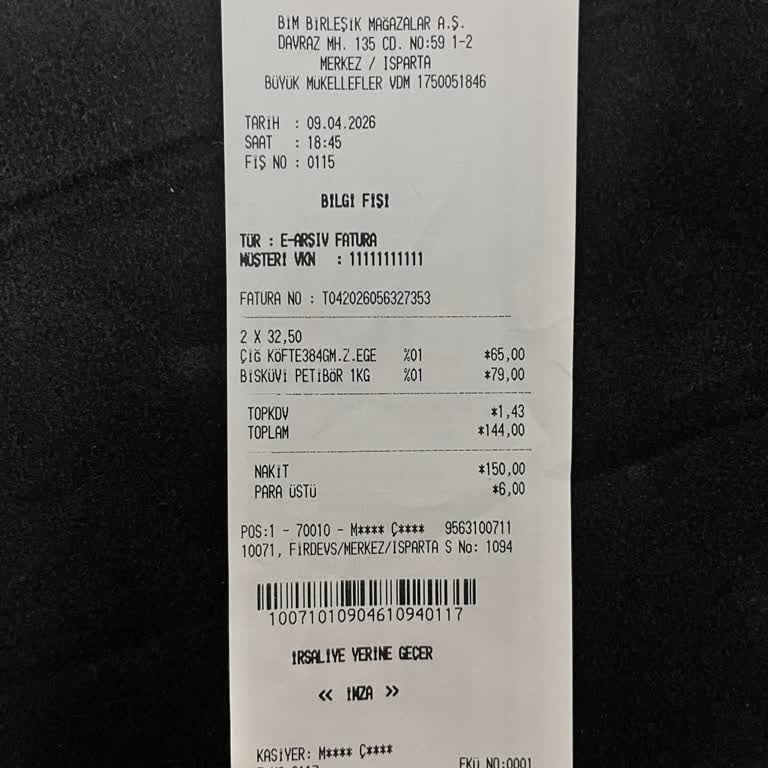 BİM BİRLEŞİK MAĞAZALAR A.Ş.
DAVRAZ MH. 135 CD. NO:59 1-2
MERKEZ / ISPARTA
BÜYÜK MÜKELLEFLER VDM 1750051846
TARİH : 09.04.2026
SAAT : 18:45
FİŞ NO : 0115
BİLGİ FİŞİ
TÜR : E-ARŞİV FATURA
MÜŞTERİ VKN : 11111111111
FATURA NO : T042026056327353
2 X 32,50
ÇİĞ KÖFTE384GM.Z.EGE %01 *65,00
BİSKÜVİ PETİBÖR 1KG %01 *79,00
TOPKDV *1,43
TOPLAM *144,00
NAKİT *150,00
PARA ÜSTÜ *6,00
POS:1 - 70010 - M**** Ç**** 9563100711
10071, FİRDEVS/MERKEZ/ISPARTA S No: 1094
10071010904610940117
İRSALİYE YERİNE GEÇER
<< İMZA >>
KASİYER: M**** Ç****
EKÜ NO:0001